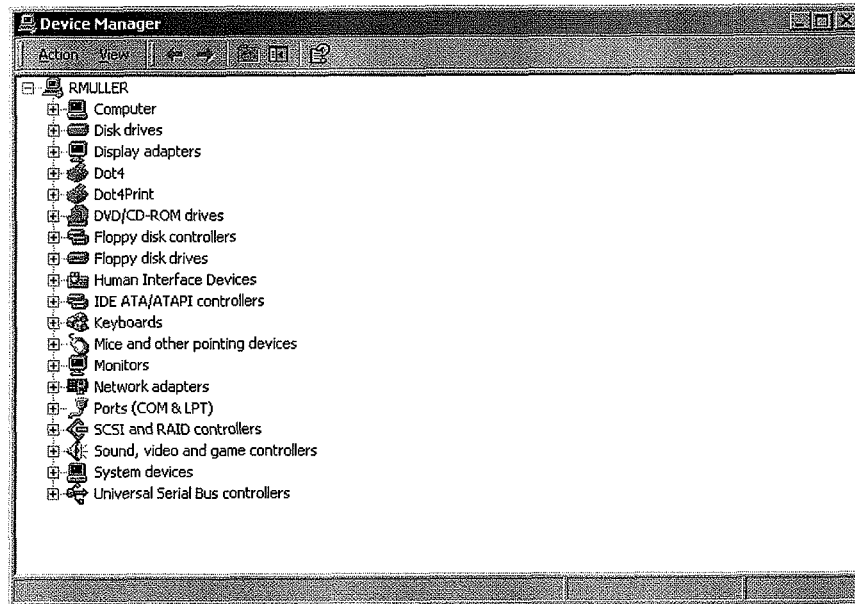 Device Manager
Action View
RMULLER
Computer
Disk drives
Display adapters
Dot4
Dot4Print
DVD/CD-ROM drives
Floppy disk controllers
Floppy disk drives
Human Interface Devices
IDE ATA/ATAPI controllers
Keyboards
Mice and other pointing devices
Monitors
Network adapters
Ports (COM & LPT)
SCSI and RAID controllers
Sound, video and game controllers
System devices
Universal Serial Bus controllers